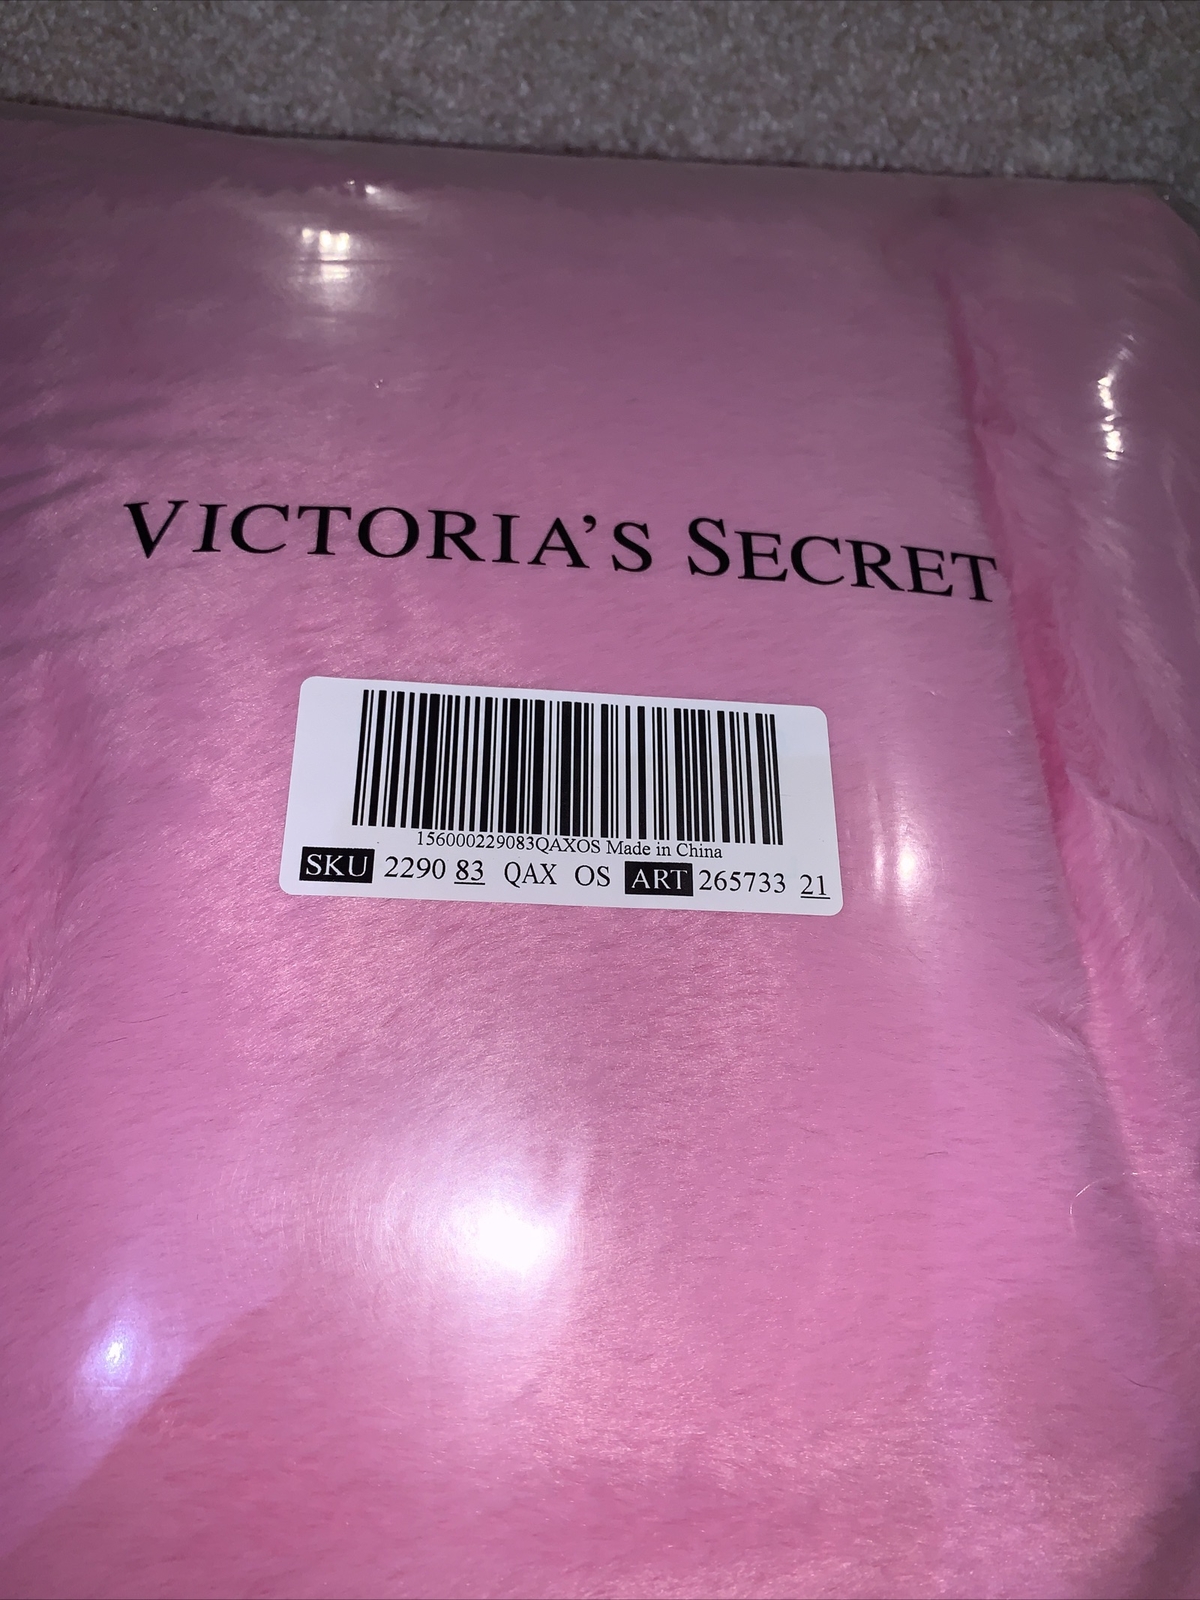 VICTORIA'S SECRET
156000229083QAXOS Made in China
SKU 2290 83 QAX OS ART 265733 21